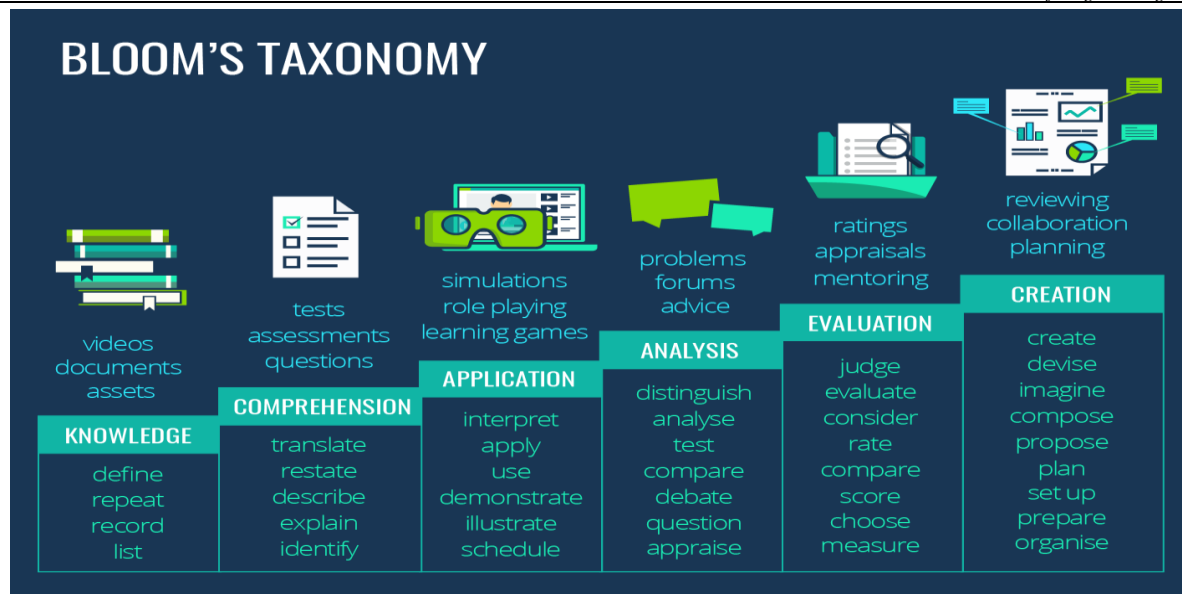 BLOOM'S TAXONOMY
videos
documents
assets
KNOWLEDGE
define
repeat
record
list
tests
assessments
questions
COMPREHENSION
translate
restate
describe
explain
identify
simulations
role playing
learning games
APPLICATION
interpret
apply
use
demonstrate
illustrate
schedule
problems
forums
advice
ANALYSIS
distinguish
analyse
test
compare
debate
question
appraise
ratings
appraisals
mentoring
EVALUATION
judge
evaluate
consider
rate
compare
score
choose
measure
reviewing
collaboration
planning
CREATION
create
devise
imagine
compose
propose
plan
set up
prepare
organise